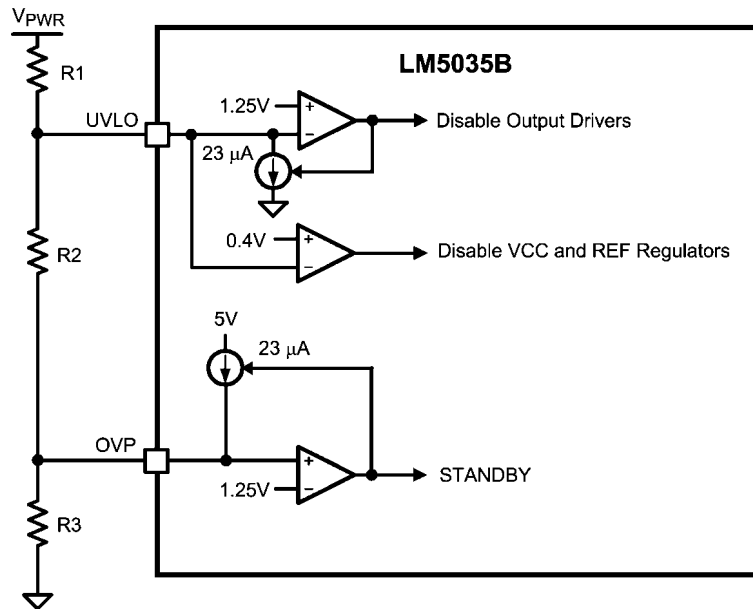 VPWR
R1
LM5035B
UVLO
1.25V
+
−
Disable Output Drivers
23 μA
R2
0.4V
+
−
Disable VCC and REF Regulators
5V
23 μA
OVP
+
−
1.25V
STANDBY
R3